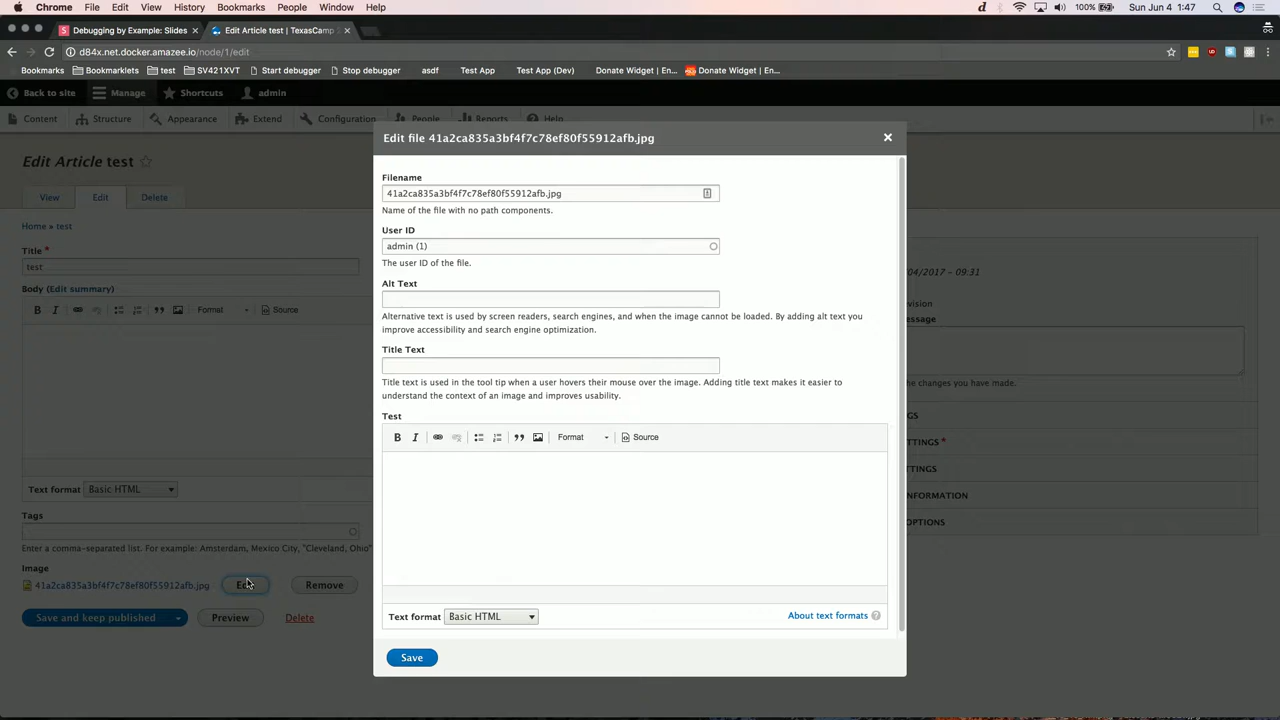 Chrome File Edit View History Bookmarks People Window Help
100% Sun Jun 4 1:47
Debugging by Example: Slides
Edit Article test | TexasCamp
d84x.net.docker.amazee.io/node/1/edit
Bookmarks Bookmarklets test SV421XVT Start debugger Stop debugger asdf Test App Test App (Dev) Donate Widget | En... Donate Widget | En...
Back to site Manage Shortcuts admin
Content Structure Appearance Extend Configuration People Reports Help
Edit Article test
View Edit Delete
Home » test
Title *
test
Body (Edit summary)
B I Format Source
Text format Basic HTML
Tags
Enter a comma-separated list. For example: Amsterdam, Mexico City, "Cleveland, Ohio"
Image
41a2ca835a3bf4f7c78ef80f55912afb.jpg Remove
Save and keep published Preview Delete
Edit file 41a2ca835a3bf4f7c78ef80f55912afb.jpg
Filename
41a2ca835a3bf4f7c78ef80f55912afb.jpg
Name of the file with no path components.
User ID
admin (1)
The user ID of the file.
Alt Text
Alternative text is used by screen readers, search engines, and when the image cannot be loaded. By adding alt text you
improve accessibility and search engine optimization.
Title Text
Title text is used in the tool tip when a user hovers their mouse over the image. Adding title text makes it easier to
understand the context of an image and improves usability.
Test
B I Format Source
Text format Basic HTML
About text formats
Save
/04/2017 - 09:31
vision
essage
he changes you have made.
GS
TTINGS *
TTINGS
NFORMATION
OPTIONS